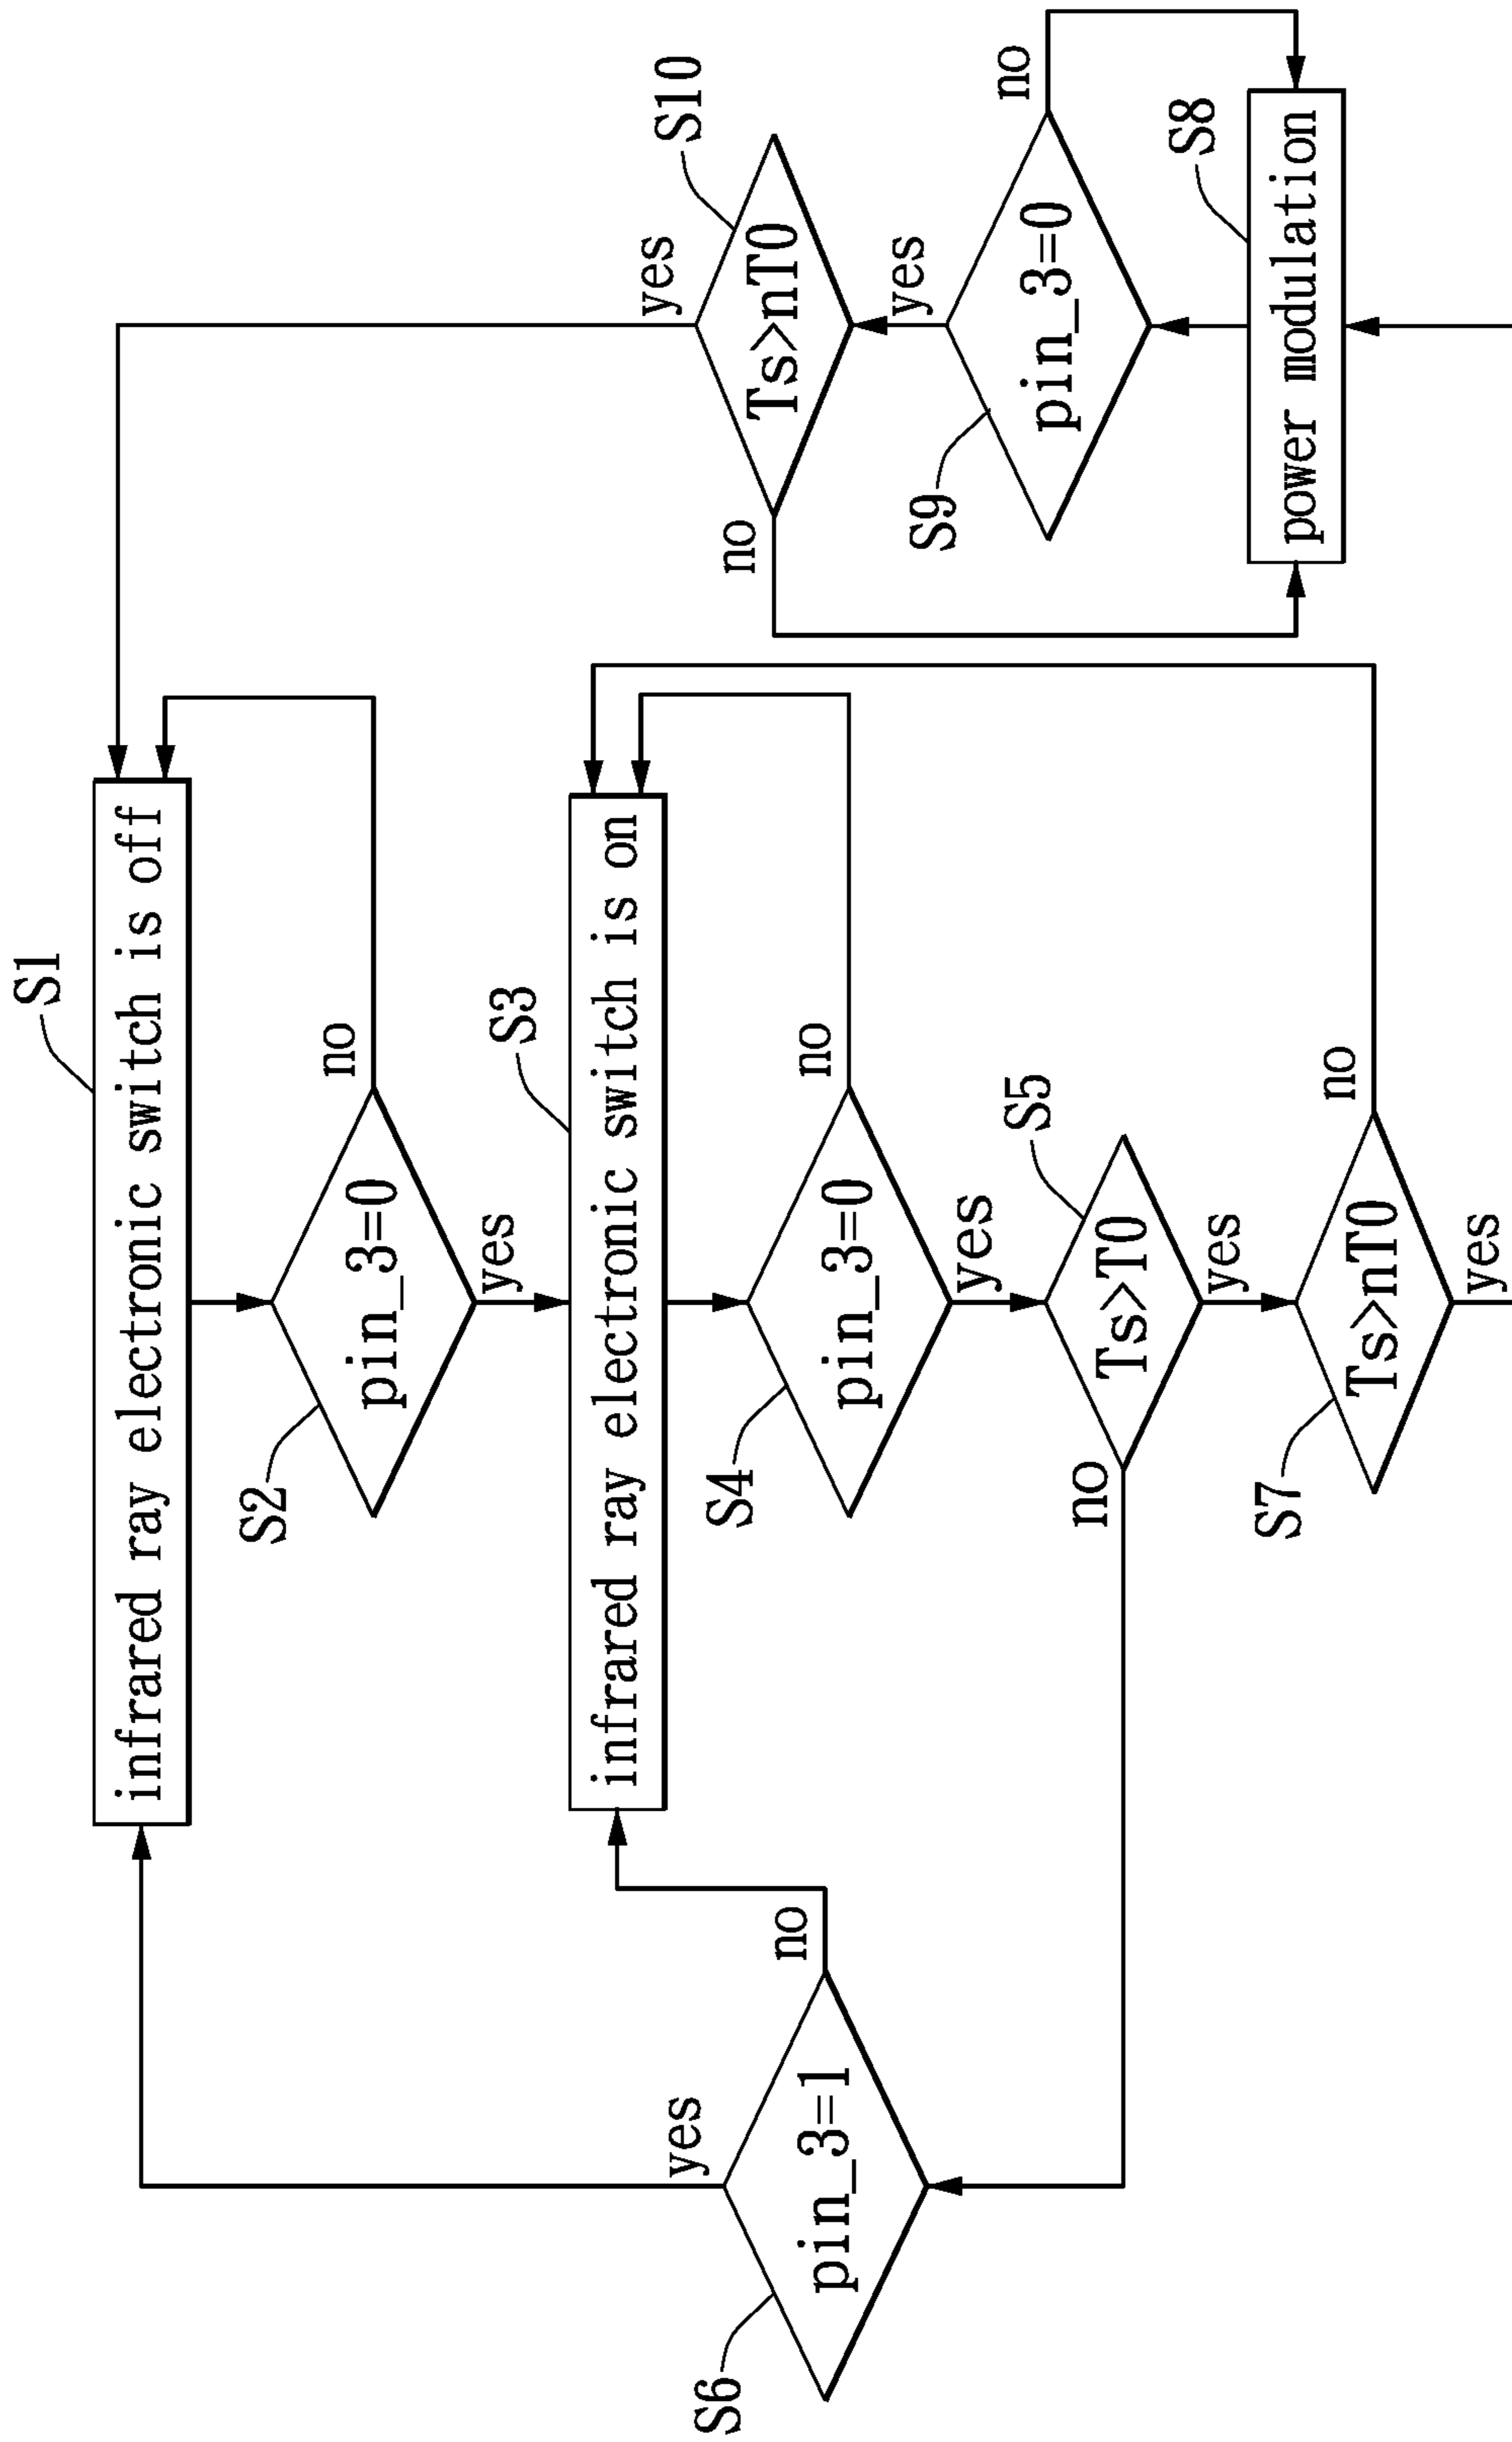 S1
infrared ray electronic switch is off
S2
pin_3=0
no
yes
S3
infrared ray electronic switch is on
S4
pin_3=0
no
yes
S5
Ts>T0
no
yes
S6
pin_3=1
yes
no
S7
Ts>nT0
no
yes
S10
Ts>nT0
yes
no
S9
pin_3=0
yes
no
S8
power modulation